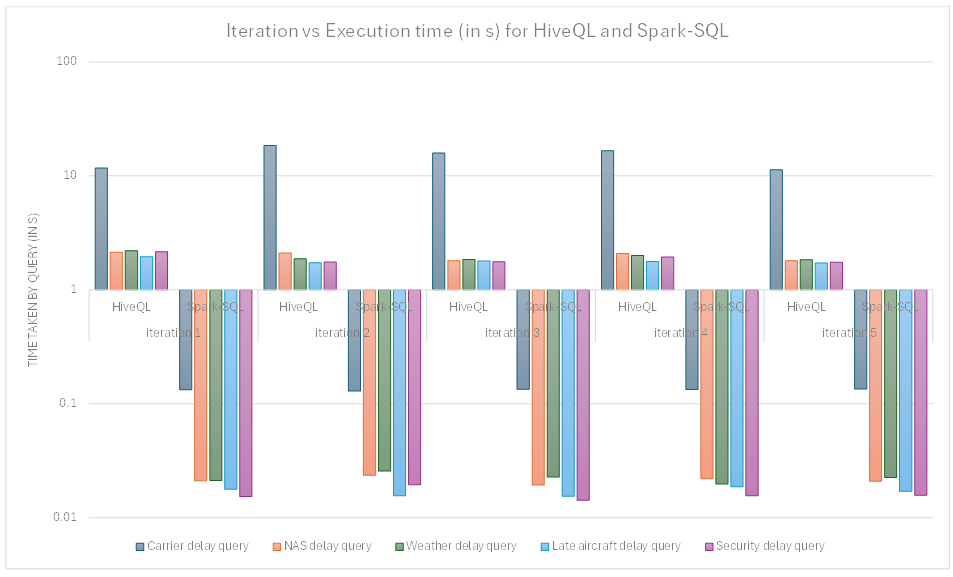 Iteration vs Execution time (in s) for HiveQL and Spark-SQL
100
10
1
0.1
0.01
TIME TAKEN BY QUERY (IN S)
HiveQL Spark-SQL HiveQL Spark-SQL HiveQL Spark-SQL HiveQL Spark-SQL HiveQL Spark-SQL
iteration 1 iteration 2 iteration 3 iteration 4 iteration 5
Carrier delay query NAS delay query Weather delay query Late aircraft delay query Security delay query